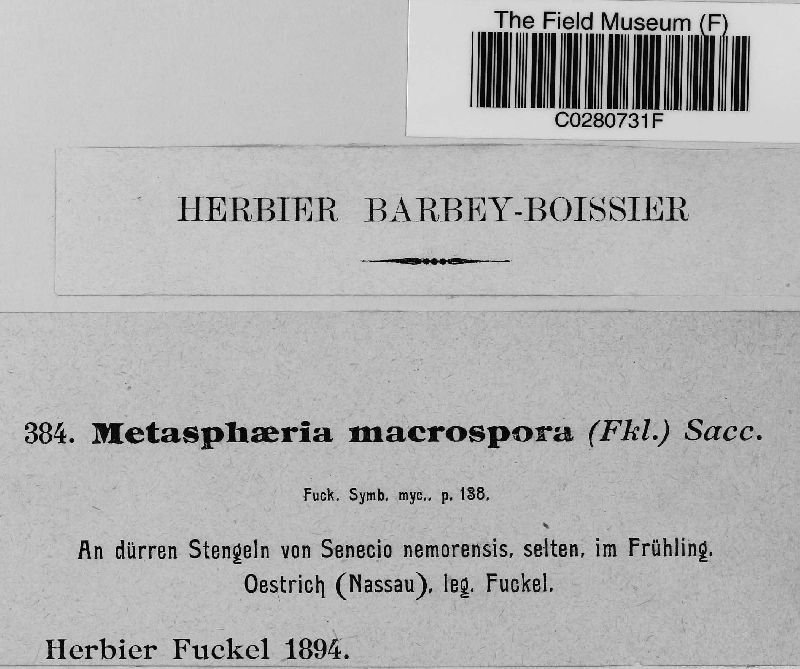 The Field Museum (F)
C0280731F
HERBIER BARBEY-BOISSIER
384. Metasphæria macrospora (Fkl.) Sacc.
Fuck. Symb. myc., p. 138.
An dürren Stengeln von Senecio nemorensis, selten, im Frühling.
Oestrich (Nassau), leg. Fuckel.
Herbier Fuckel 1894.